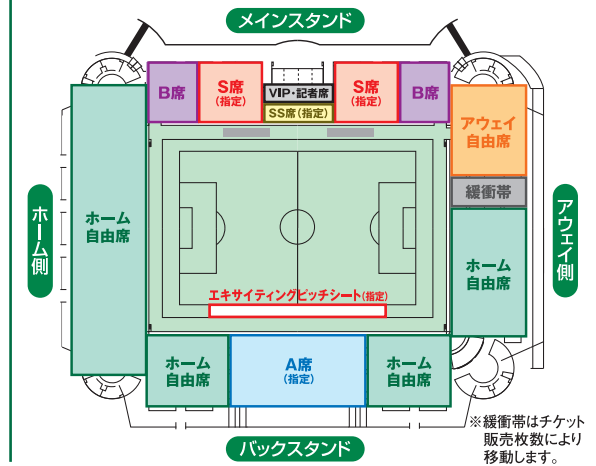 メインスタンド
B席
S席
(指定)
VIP・記者席
SS席(指定)
S席
(指定)
B席
アウェイ
自由席
緩衝帯
ホーム
自由席
ホーム側
アウェイ側
ホーム
自由席
エキサイティングピッチシート(指定)
ホーム
自由席
A席
(指定)
ホーム
自由席
バックスタンド
※緩衝帯はチケット
販売枚数により
移動します。